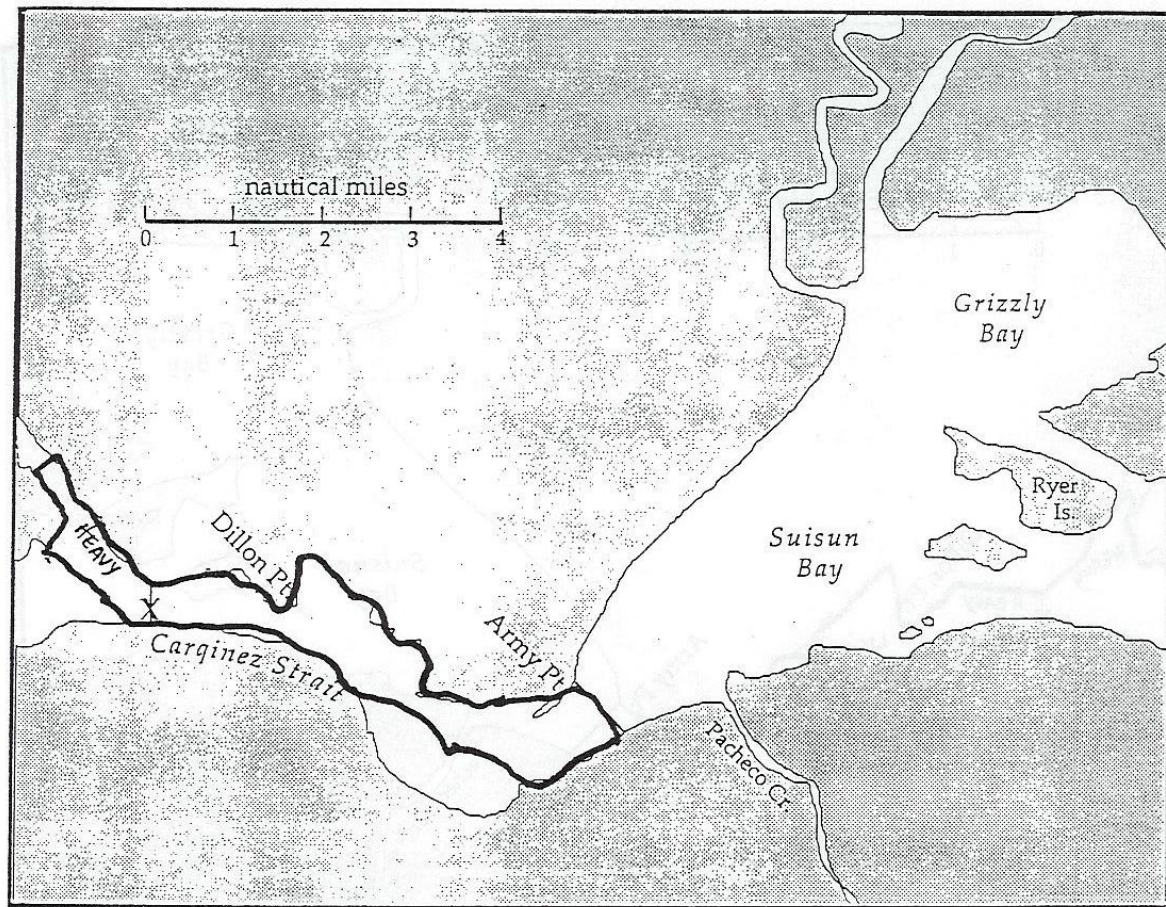 nautical miles
0 1 2 3 4
Grizzly
Bay
Ryer
Is.
Suisun
Bay
Dillon Pt
HEAVY
X
Army Pt
Carqinez Strait
Pacheco Cr.